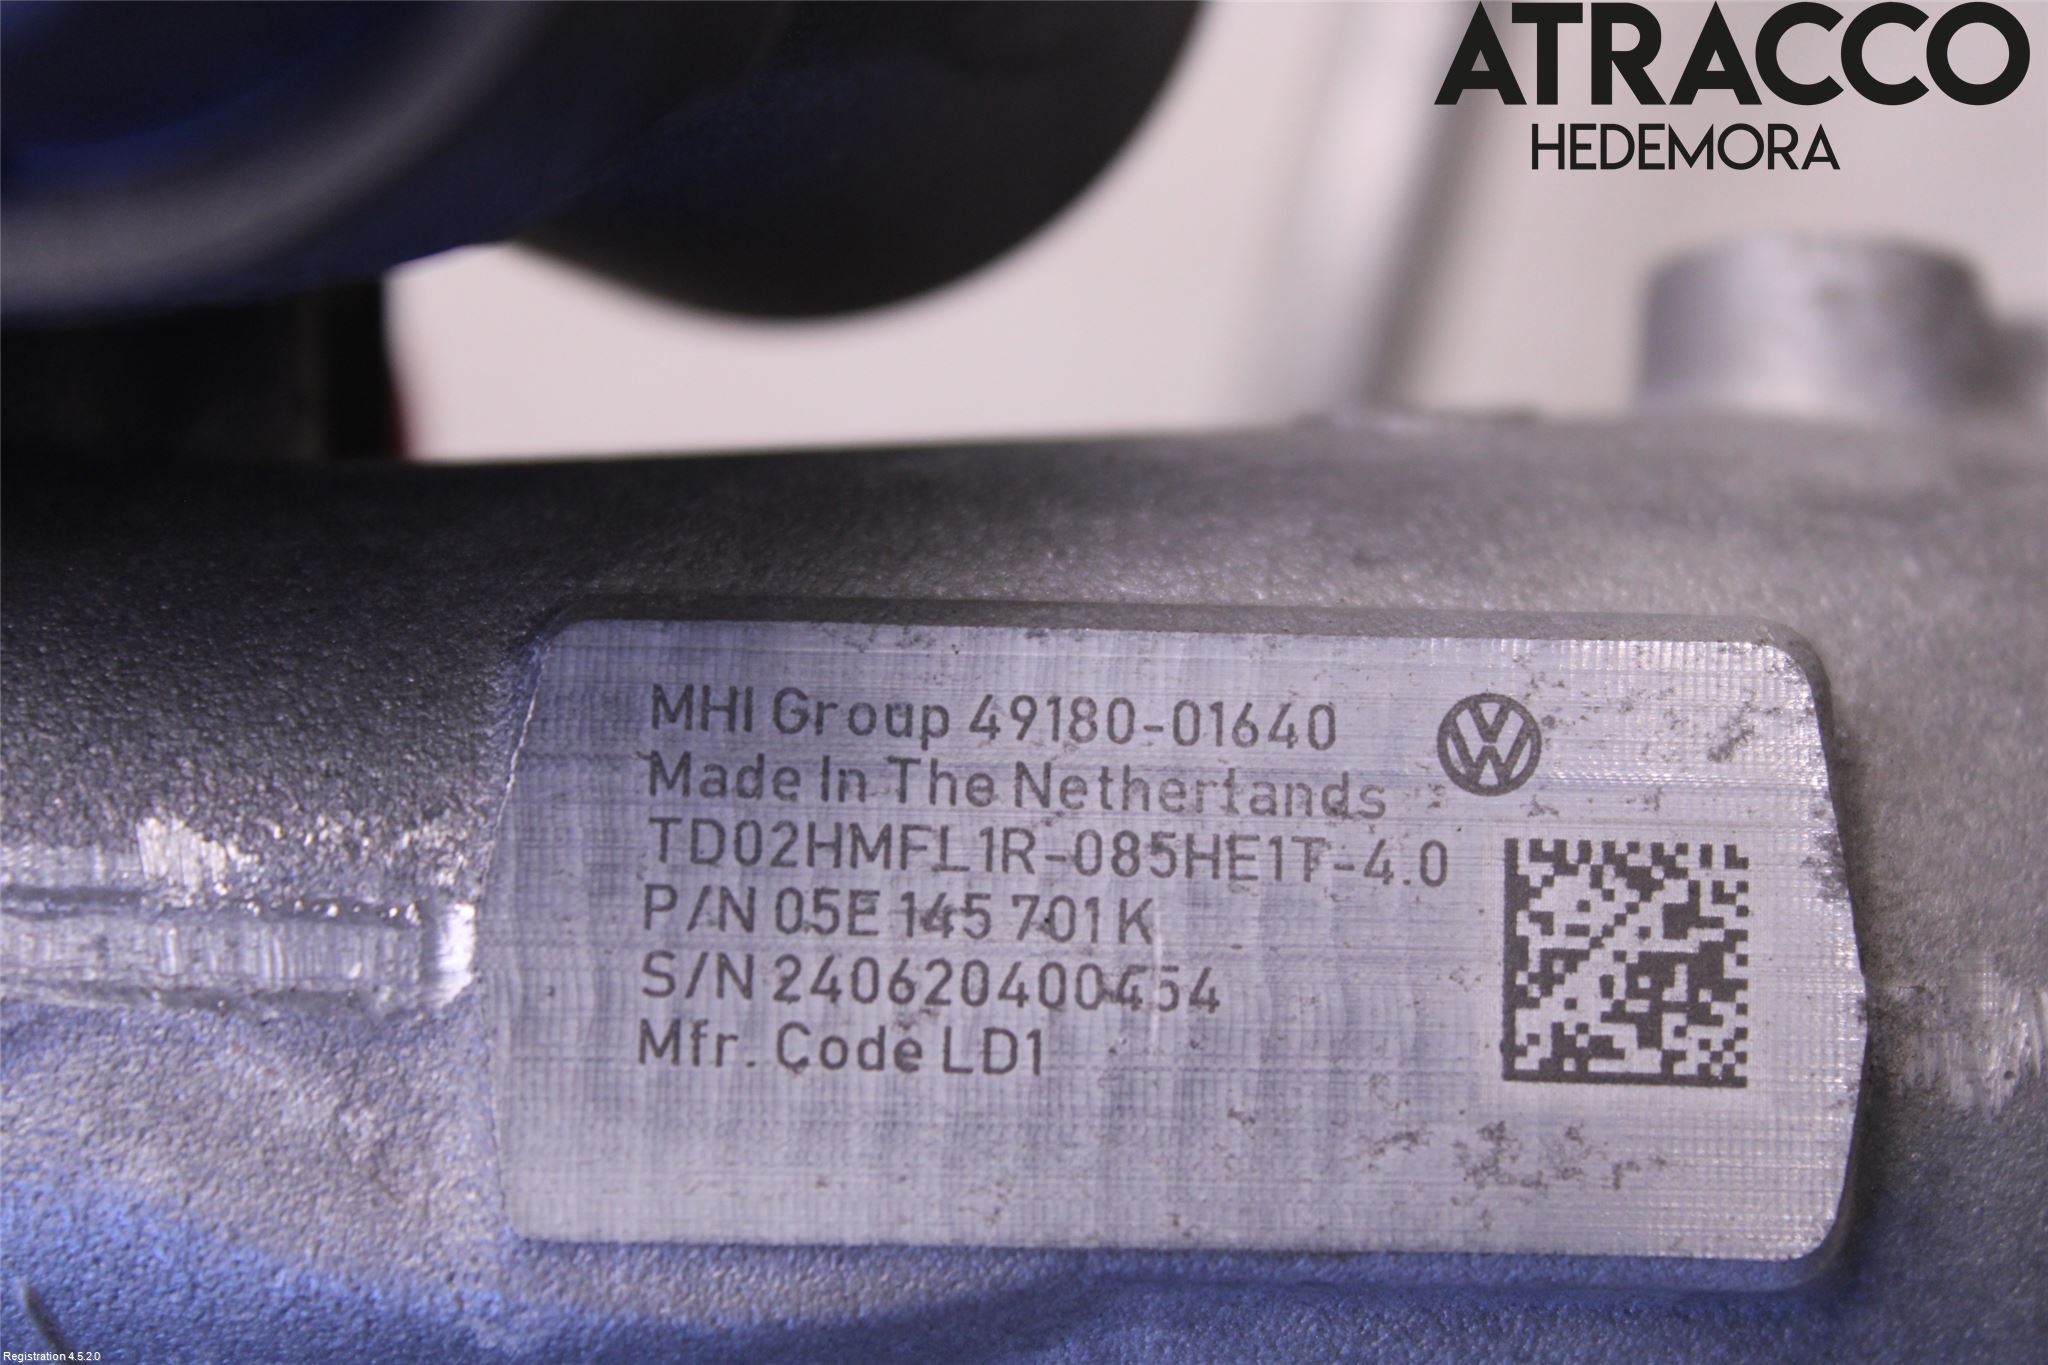 ATRACCO
HEDEMORA
MHI Group 49180-01640
Made In The Netherlands
TD02HMFL1R-085HE1T-4.0
P/N 05E 145 701K
S/N 240620400454
Mfr. Code LD1
Registration 4.5.2.0